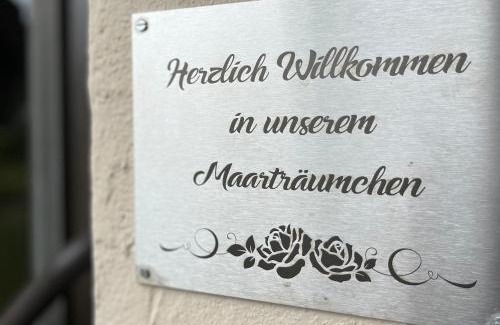 Herzlich Willkommen
in unserem
Maarträumchen